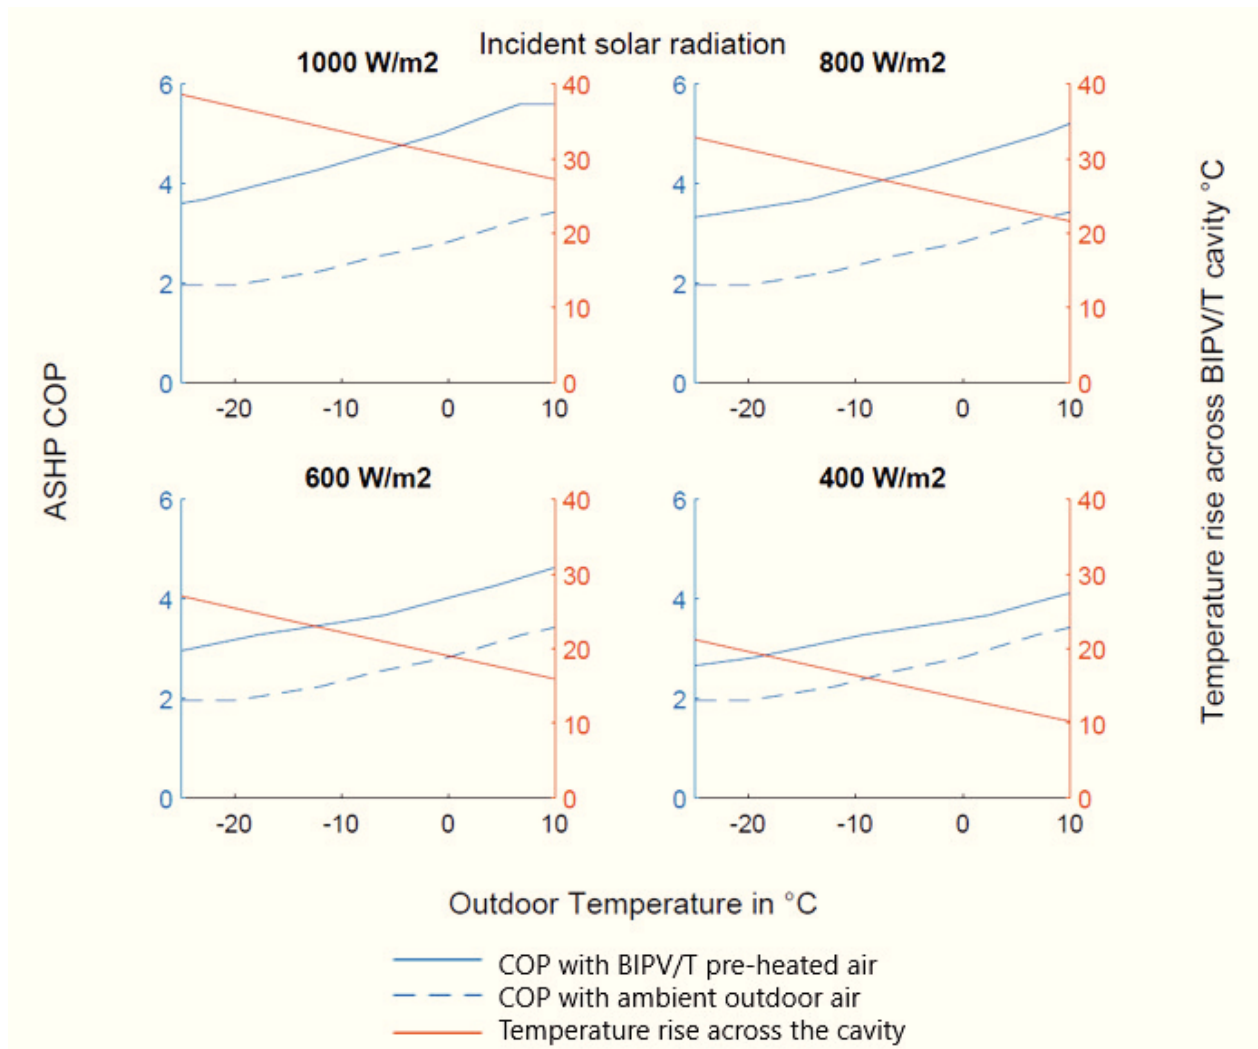 Incident solar radiation
1000 W/m2
800 W/m2
6
4
2
0
40
30
20
10
0
-20 -10 0 10
6
4
2
0
40
30
20
10
0
-20 -10 0 10
ASHP COP
Temperature rise across BIPV/T cavity °C
600 W/m2
400 W/m2
6
4
2
0
40
30
20
10
0
-20 -10 0 10
6
4
2
0
40
30
20
10
0
-20 -10 0 10
Outdoor Temperature in °C
COP with BIPV/T pre-heated air
COP with ambient outdoor air
Temperature rise across the cavity